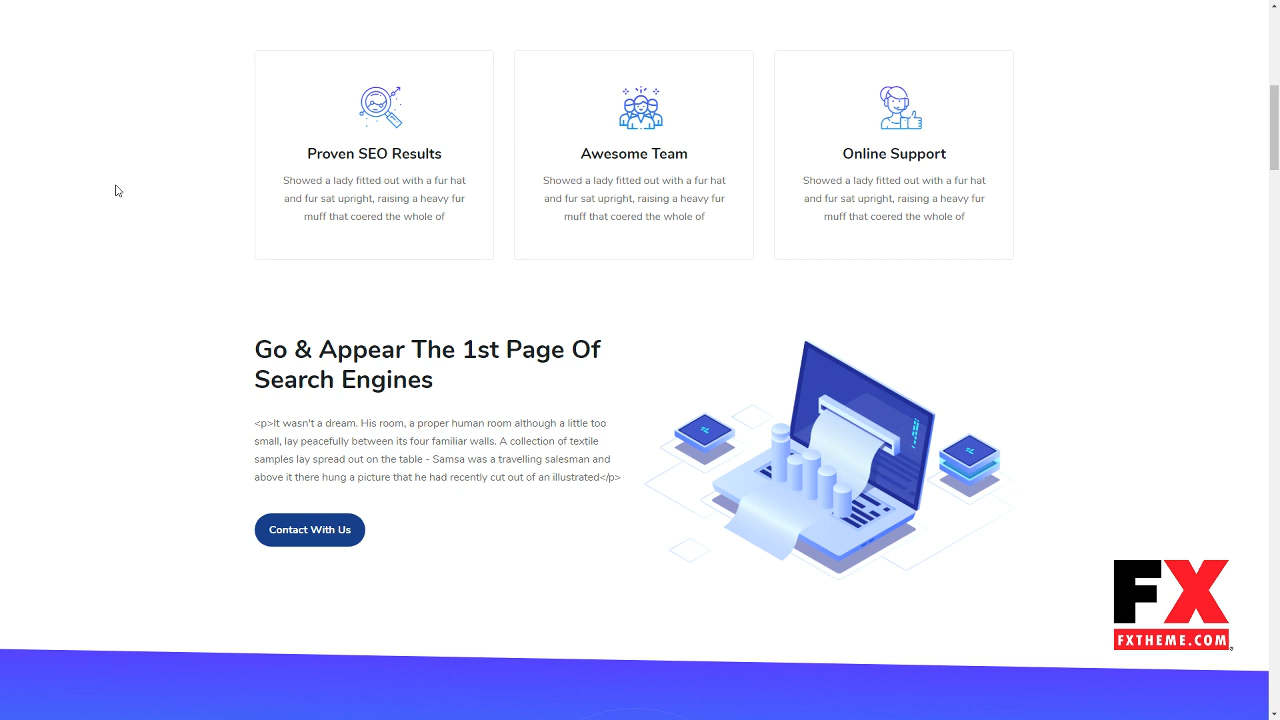 Proven SEO Results
Showed a lady fitted out with a fur hat
and fur sat upright, raising a heavy fur
muff that coered the whole of
Awesome Team
Showed a lady fitted out with a fur hat
and fur sat upright, raising a heavy fur
muff that coered the whole of
Online Support
Showed a lady fitted out with a fur hat
and fur sat upright, raising a heavy fur
muff that coered the whole of
Go & Appear The 1st Page Of
Search Engines
<p>It wasn't a dream. His room, a proper human room although a little too
small, lay peacefully between its four familiar walls. A collection of textile
samples lay spread out on the table - Samsa was a travelling salesman and
above it there hung a picture that he had recently cut out of an illustrated</p>
Contact With Us
FX
FXTHEME.COM